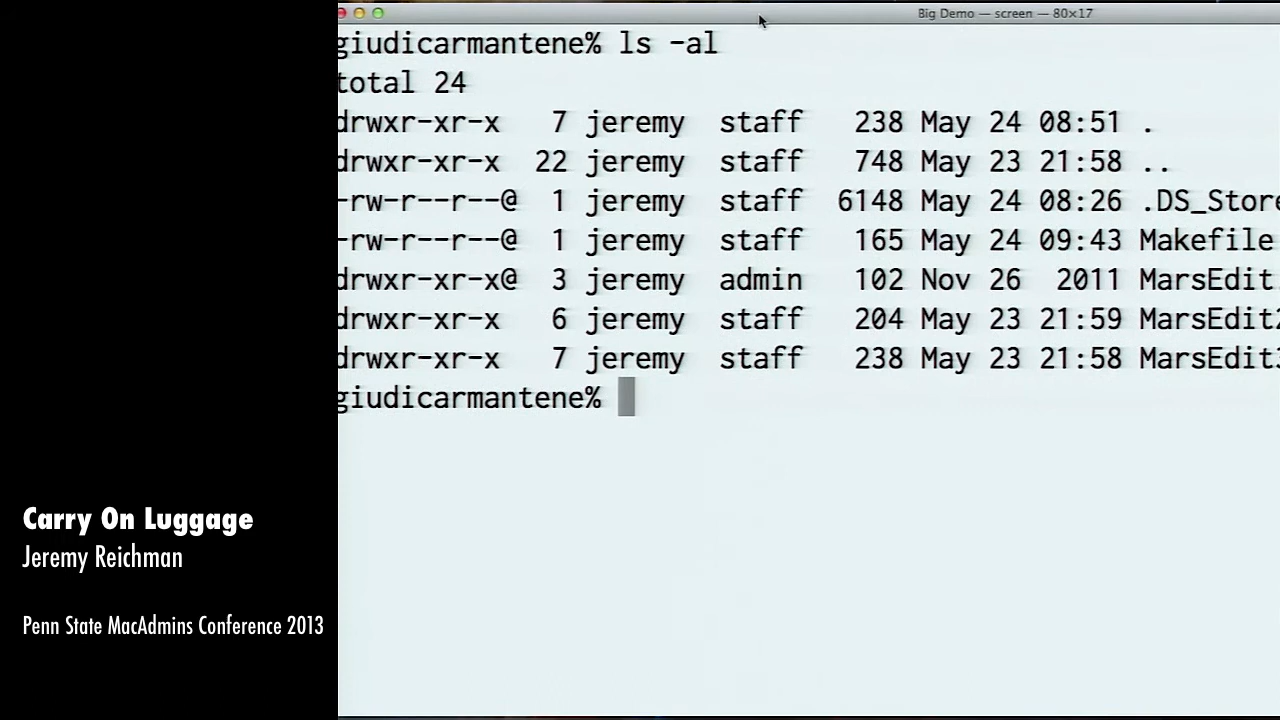 Big Demo — screen — 80×17
giudicarmantene% ls -al
total 24
drwxr-xr-x 7 jeremy staff 238 May 24 08:51 .
drwxr-xr-x 22 jeremy staff 748 May 23 21:58 ..
-rw-r--r--@ 1 jeremy staff 6148 May 24 08:26 .DS_Store
-rw-r--r--@ 1 jeremy staff 165 May 24 09:43 Makefile
drwxr-xr-x@ 3 jeremy admin 102 Nov 26 2011 MarsEdit
drwxr-xr-x 6 jeremy staff 204 May 23 21:59 MarsEdit2
drwxr-xr-x 7 jeremy staff 238 May 23 21:58 MarsEdit3
giudicarmantene%
Carry On Luggage
Jeremy Reichman
Penn State MacAdmins Conference 2013